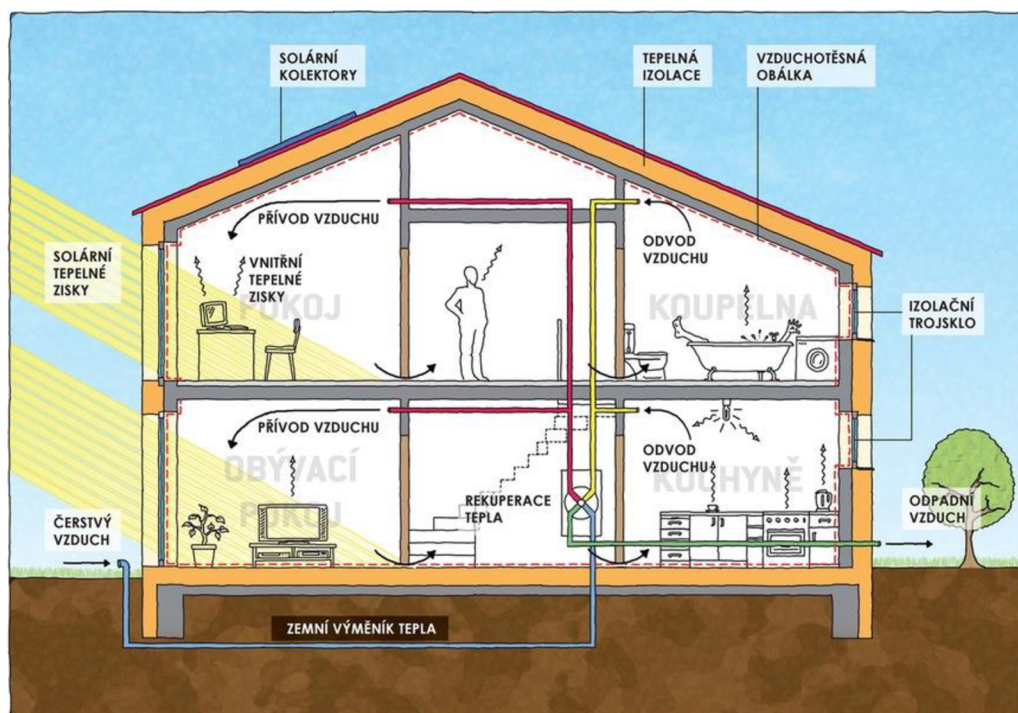 SOLÁRNÍ
KOLEKTORY
TEPELNÁ
IZOLACE
VZDUCHOTĚSNÁ
OBÁLKA
PŘÍVOD VZDUCHU
ODVOD
VZDUCHU
SOLÁRNÍ
TEPELNÉ
ZISKY
VNITŘNÍ
TEPELNÉ
ZISKY
POKOJ
KOUPELNA
IZOLAČNÍ
TROJSKLO
PŘÍVOD VZDUCHU
ODVOD
VZDUCHU
OBÝVACÍ
POKOJ
KUCHYNĚ
REKUPERACE
TEPLA
ČERSTVÝ
VZDUCH
ODPADNÍ
VZDUCH
ZEMNÍ VÝMĚNÍK TEPLA